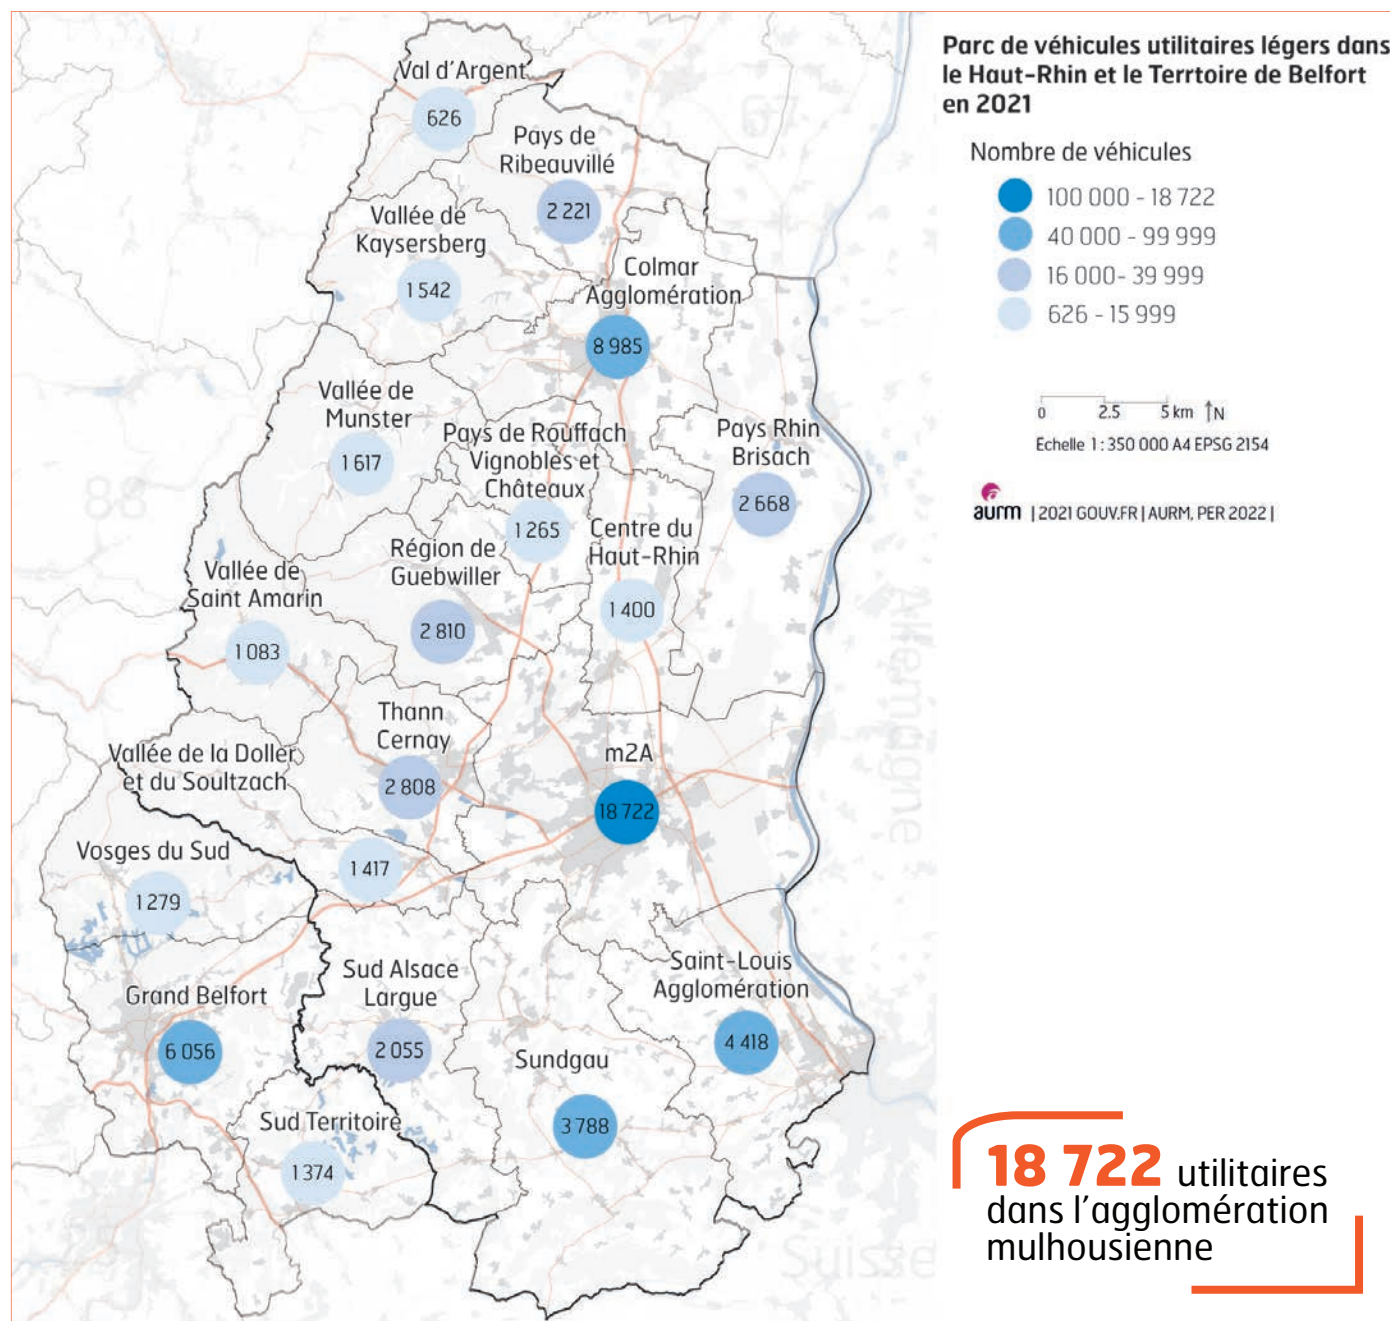 Parc de véhicules utilitaires légers dans
le Haut-Rhin et le Terrtoire de Belfort
en 2021
Nombre de véhicules
100 000 - 18 722
40 000 - 99 999
16 000- 39 999
626 - 15 999
0 2.5 5 km N
Echelle 1 : 350 000 A4 EPSG 2154
aurm | 2021 GOUV.FR | AURM, PER 2022 |
67
88
Allemagne
Suisse
Val d'Argent
626
Pays de
Ribeauvillé
2 221
Vallée de
Kaysersberg
1 542
Colmar
Agglomération
8 985
Vallée de
Munster
1 617
Pays de Rouffach
Vignobles et
Châteaux
1 265
Pays Rhin
Brisach
2 668
Centre du
Haut-Rhin
1 400
Région de
Guebwiller
2 810
Vallée de
Saint Amarin
1 083
Thann
Cernay
2 808
m2A
18 722
Vallée de la Doller
et du Soultzach
1 417
Vosges du Sud
1 279
Grand Belfort
6 056
Sud Alsace
Largue
2 055
Saint-Louis
Agglomération
4 418
Sundgau
3 788
Sud Territoire
1 374
18 722 utilitaires
dans l'agglomération
mulhousienne